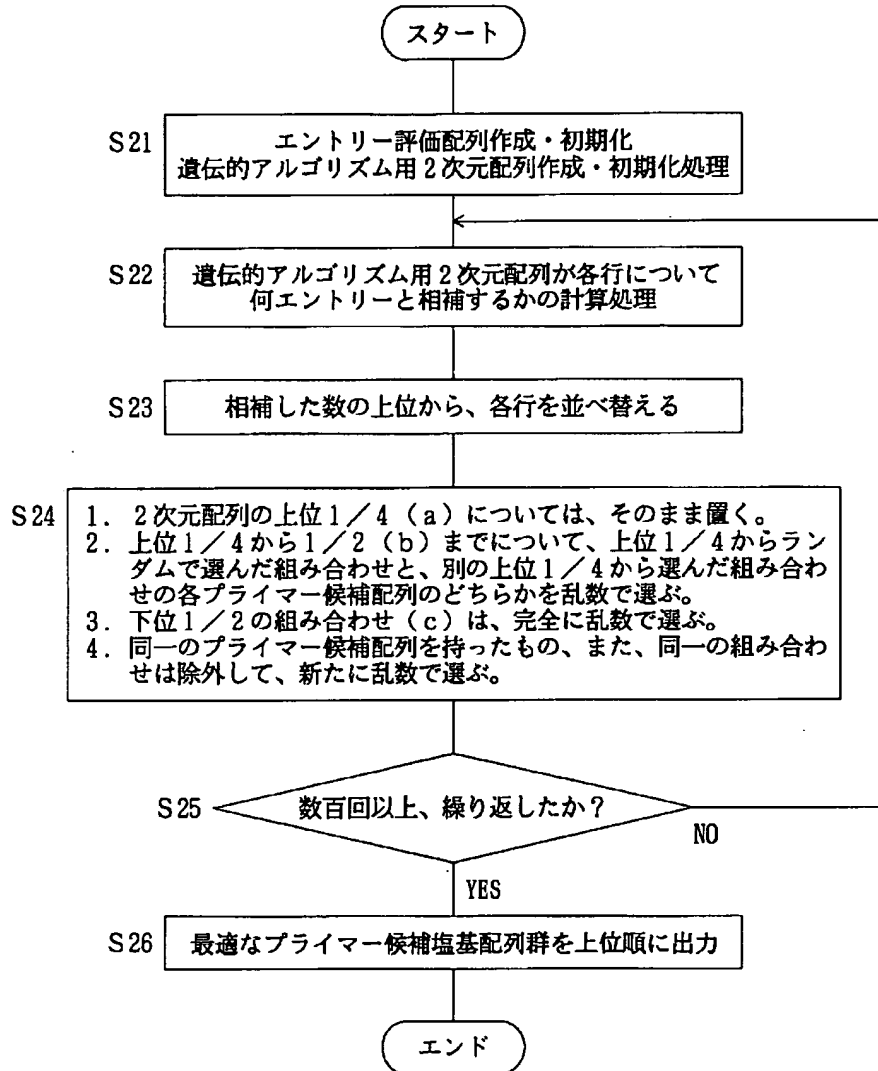 スタート
S21
エントリー評価配列作成・初期化
遺伝的アルゴリズム用2次元配列作成・初期化処理
S22
遺伝的アルゴリズム用2次元配列が各行について
何エントリーと相補するかの計算処理
S23
相補した数の上位から、各行を並べ替える
S24
1. 2次元配列の上位1/4(a)については、そのまま置く。
2. 上位1/4から1/2(b)までについて、上位1/4からラン
ダムで選んだ組み合わせと、別の上位1/4から選んだ組み合わ
せの各プライマー候補配列のどちらかを乱数で選ぶ。
3. 下位1/2の組み合わせ(c)は、完全に乱数で選ぶ。
4. 同一のプライマー候補配列を持ったもの、また、同一の組み合わ
せは除外して、新たに乱数で選ぶ。
S25
数百回以上、繰り返したか?
NO
YES
S26
最適なプライマー候補塩基配列群を上位順に出力
エンド